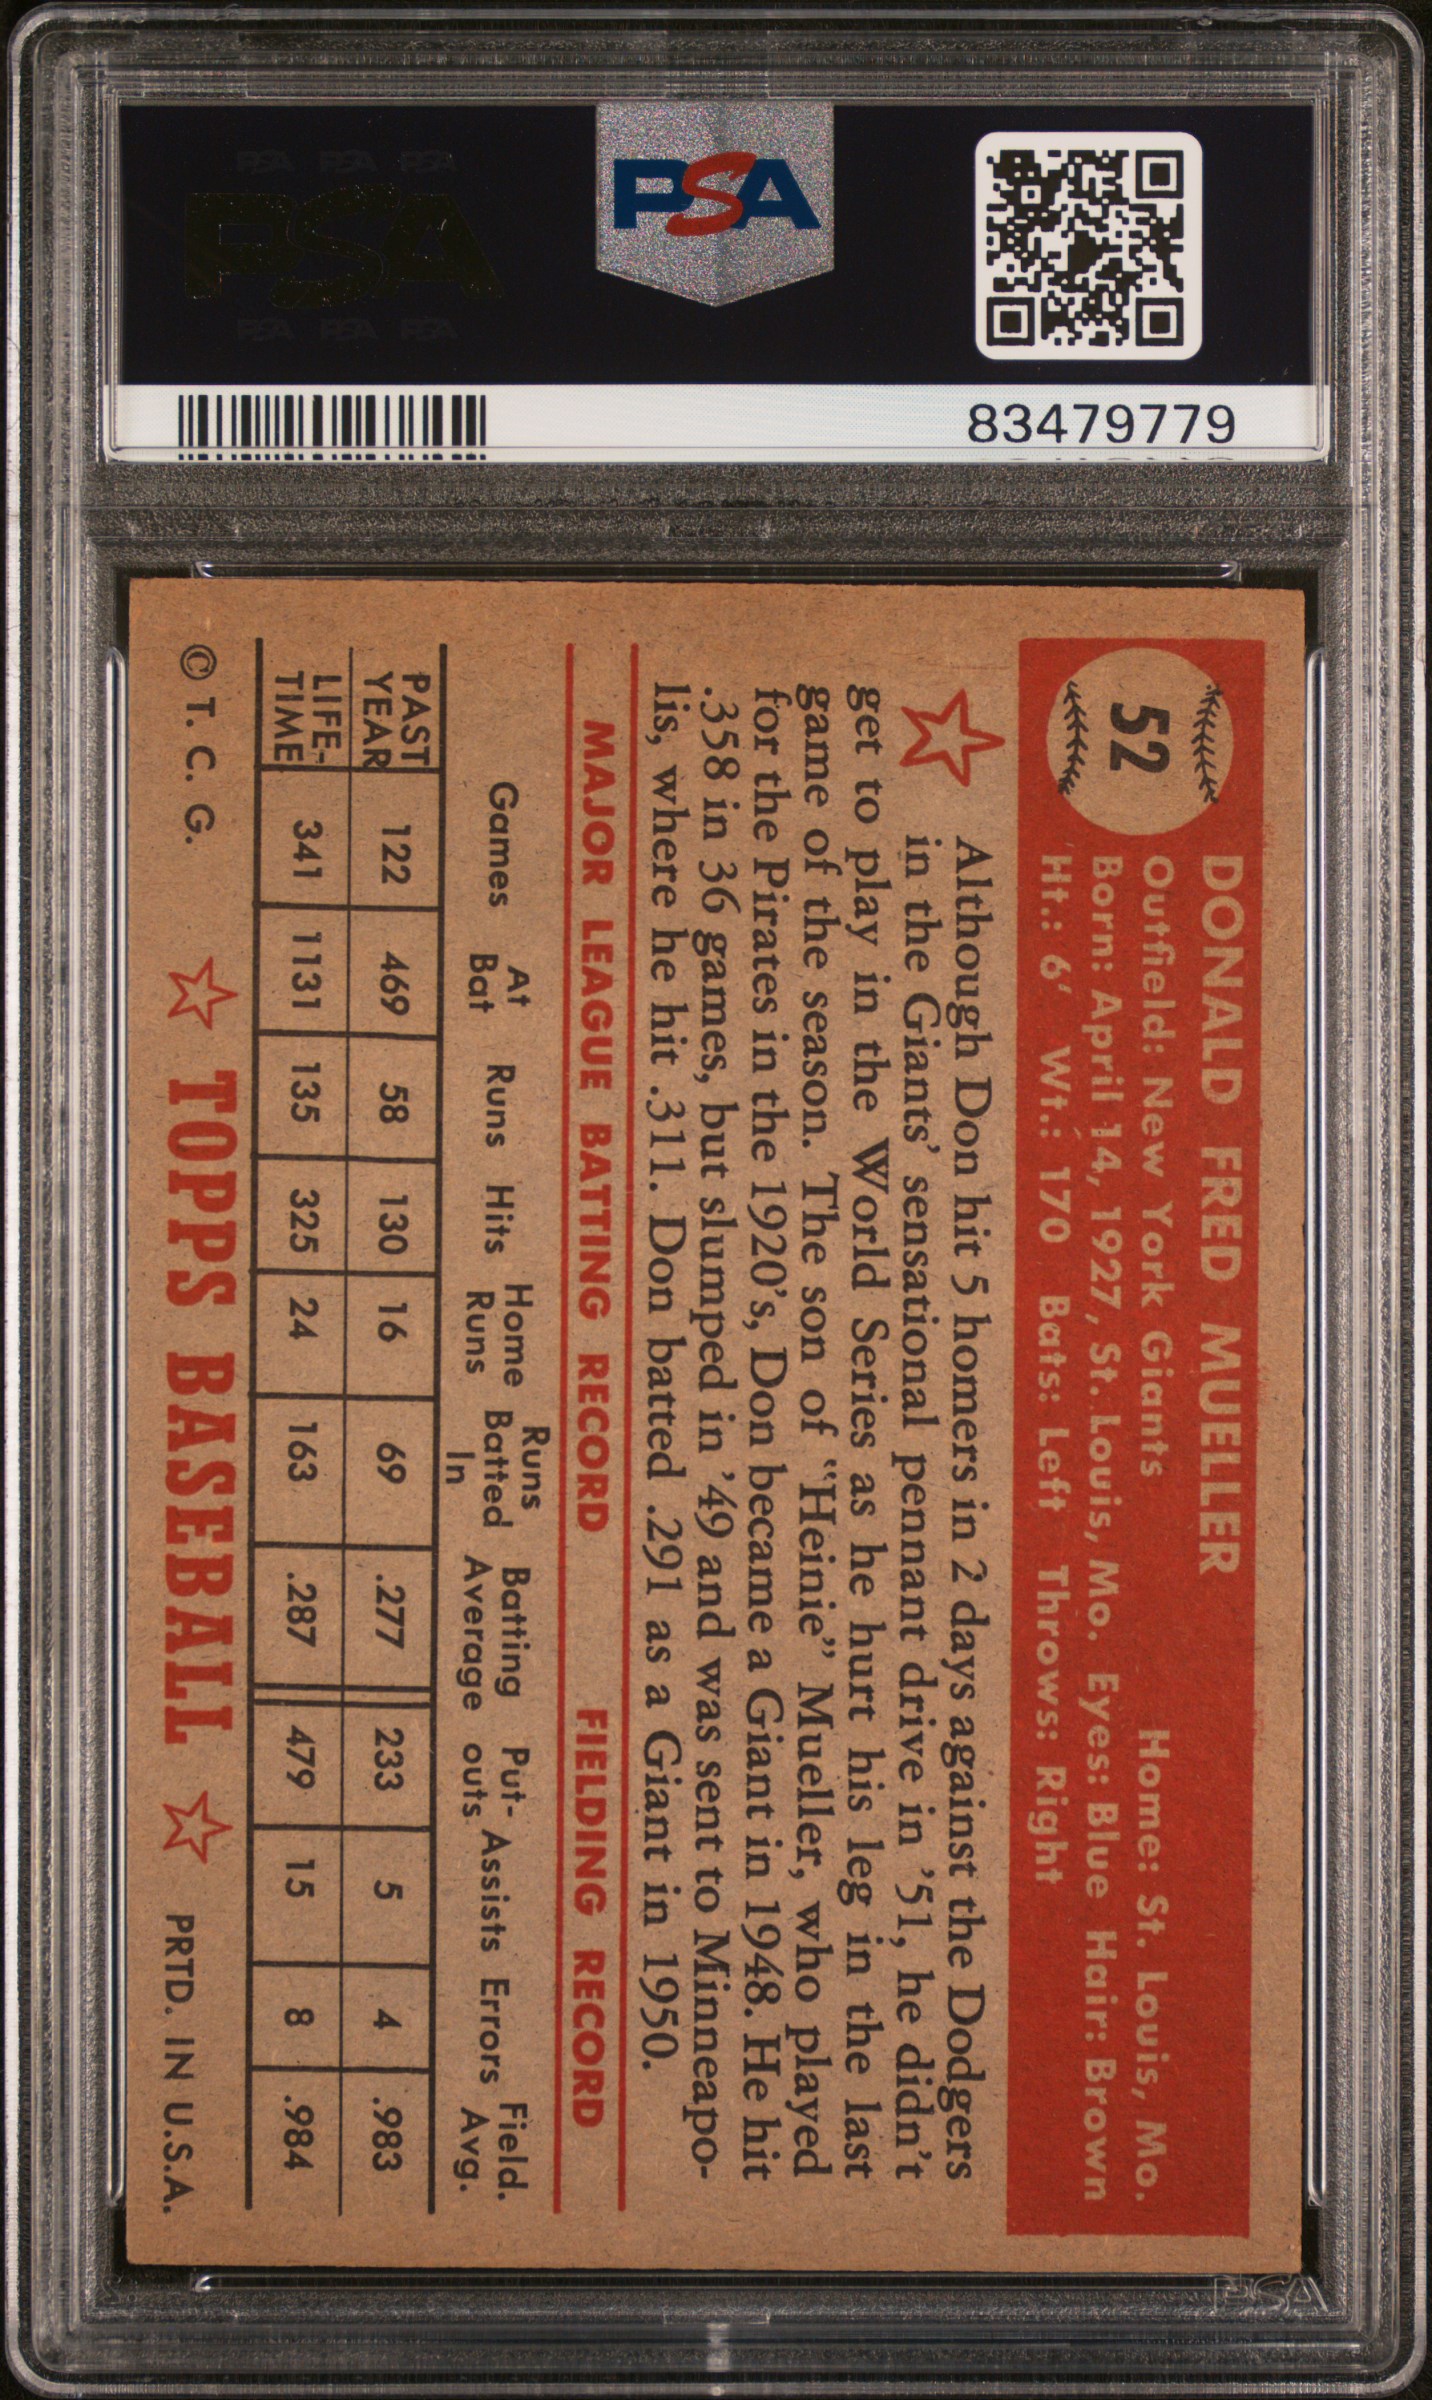 PSA PSA PSA
PSA
PSA PSA PSA
PSA
83479779
52
DONALD FRED MUELLER
Outfield: New York Giants Home: St. Louis, Mo.
Born: April 14, 1927, St. Louis, Mo. Eyes: Blue Hair: Brown
Ht.: 6' Wt.: 170 Bats: Left Throws: Right
Although Don hit 5 homers in 2 days against the Dodgers
in the Giants' sensational pennant drive in '51, he didn't
get to play in the World Series as he hurt his leg in the last
game of the season. The son of "Heinie" Mueller, who played
for the Pirates in the 1920's, Don became a Giant in 1948. He hit
.358 in 36 games, but slumped in '49 and was sent to Minneapo-
lis, where he hit .311. Don batted .291 as a Giant in 1950.
MAJOR LEAGUE BATTING RECORD FIELDING RECORD
Games At Bat Runs Hits Home Runs Runs Batted In Batting Average Put-outs Assists Errors Field. Avg.
PAST YEAR 122 469 58 130 16 69 .277 233 5 4 .983
LIFE-TIME 341 1131 135 325 24 163 .287 479 15 8 .984
© T. C. G. TOPPS BASEBALL PRTD. IN U.S.A.
PSA